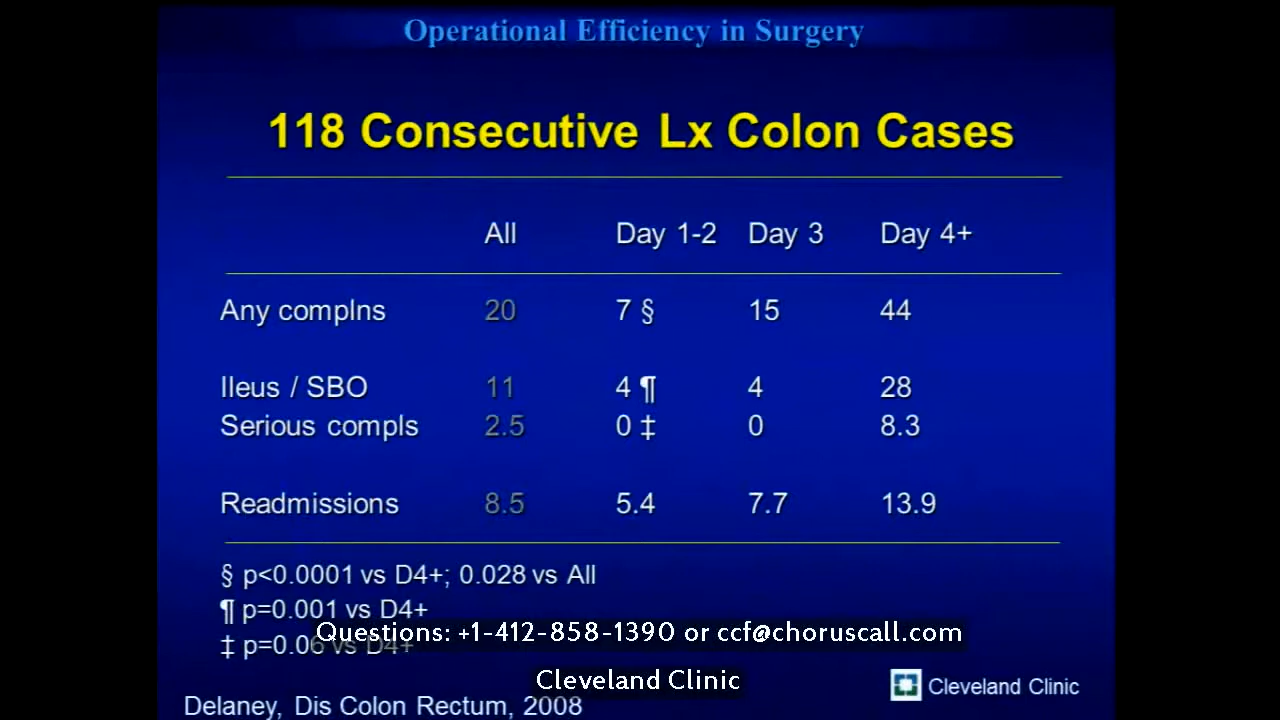 Operational Efficiency in Surgery
118 Consecutive Lx Colon Cases
All Day 1-2 Day 3 Day 4+
Any complns 20 7 § 15 44
Ileus / SBO 11 4 ¶ 4 28
Serious compls 2.5 0 ‡ 0 8.3
Readmissions 8.5 5.4 7.7 13.9
§ p<0.0001 vs D4+; 0.028 vs All
¶ p=0.001 vs D4+
‡ p=0.06 vs D4+
Questions: +1-412-858-1390 or ccf@choruscall.com
Cleveland Clinic
Cleveland Clinic
Delaney, Dis Colon Rectum, 2008